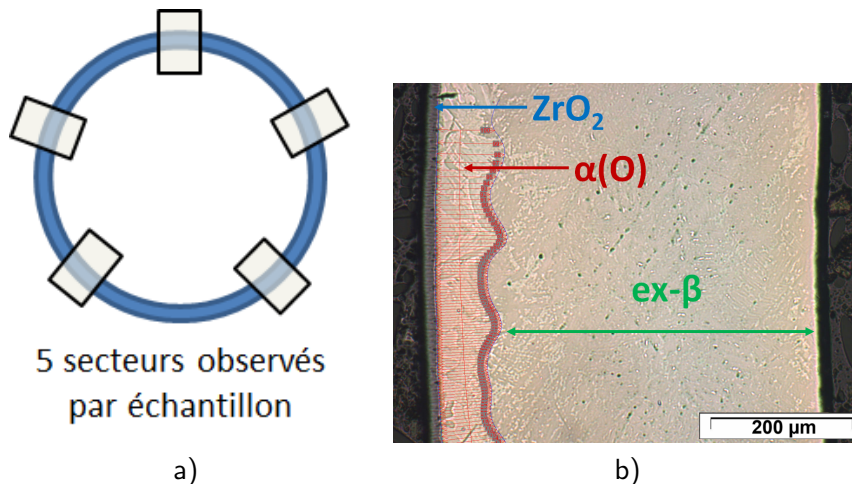 ZrO₂
α(O)
ex-β
200 µm
5 secteurs observés
par échantillon
a)
b)